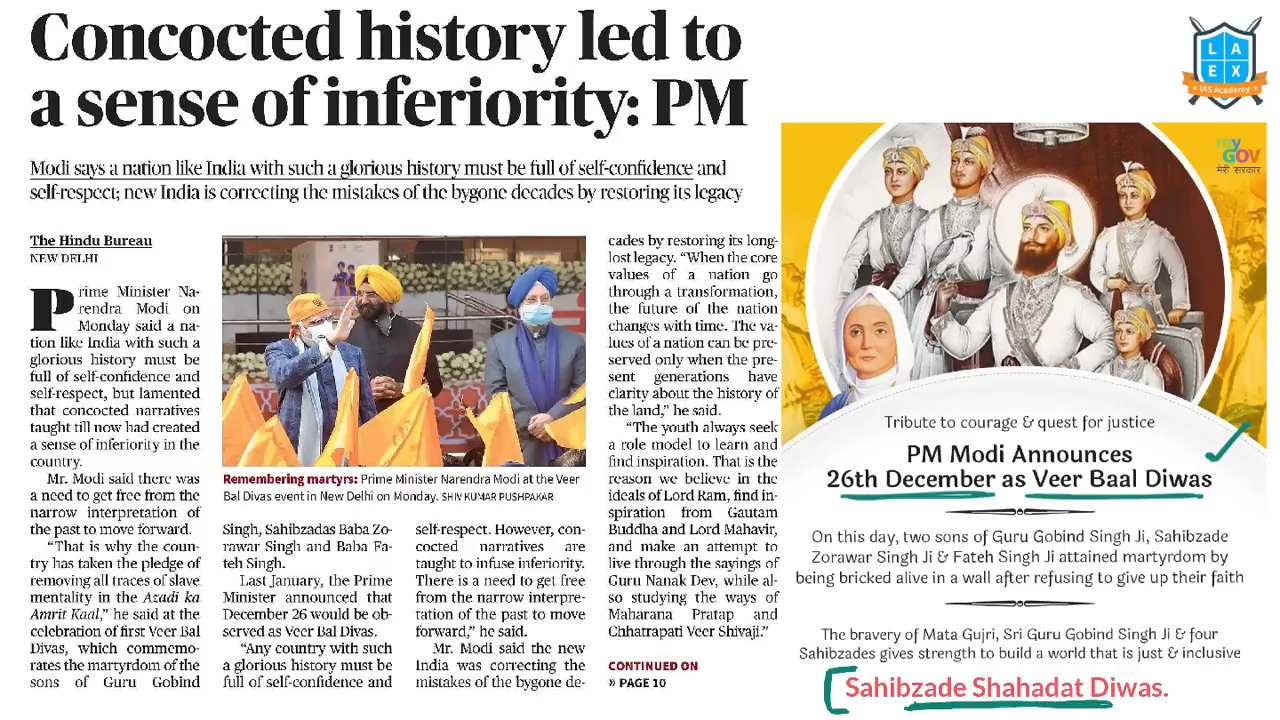 Concocted history led to
a sense of inferiority: PM
Modi says a nation like India with such a glorious history must be full of self-confidence and
self-respect; new India is correcting the mistakes of the bygone decades by restoring its legacy
The Hindu Bureau
NEW DELHI
Prime Minister Na-
rendra Modi on
Monday said a na-
tion like India with such a
glorious history must be
full of self-confidence and
self-respect, but lamented
that concocted narratives
taught till now had created
a sense of inferiority in the
country.
Mr. Modi said there was
a need to get free from the
narrow interpretation of
the past to move forward.
“That is why the coun-
try has taken the pledge of
removing all traces of slave
mentality in the Azadi ka
Amrit Kaal,” he said at the
celebration of first Veer Bal
Divas, which commemo-
rates the martyrdom of the
sons of Guru Gobind
Remembering martyrs: Prime Minister Narendra Modi at the Veer
Bal Divas event in New Delhi on Monday. SHIV KUMAR PUSHPAKAR
Singh, Sahibzadas Baba Zo-
rawar Singh and Baba Fa-
teh Singh.
Last January, the Prime
Minister announced that
December 26 would be ob-
served as Veer Bal Divas.
“Any country with such
a glorious history must be
full of self-confidence and
self-respect. However, con-
cocted narratives are
taught to infuse inferiority.
There is a need to get free
from the narrow interpre-
tation of the past to move
forward,” he said.
Mr. Modi said the new
India was correcting the
mistakes of the bygone de-
cades by restoring its long-
lost legacy. “When the core
values of a nation go
through a transformation,
the future of the nation
changes with time. The va-
lues of a nation can be pre-
served only when the pre-
sent generations have
clarity about the history of
the land,” he said.
“The youth always seek
a role model to learn and
find inspiration. That is the
reason we believe in the
ideals of Lord Ram, find in-
spiration from Gautam
Buddha and Lord Mahavir,
and make an attempt to
live through the sayings of
Guru Nanak Dev, while al-
so studying the ways of
Maharana Pratap and
Chhatrapati Veer Shivaji.”
CONTINUED ON
» PAGE 10
L A
E X
IAS Academy
my
GOV
मेरी सरकार
Tribute to courage & quest for justice
PM Modi Announces
26th December as Veer Baal Diwas
On this day, two sons of Guru Gobind Singh Ji, Sahibzade
Zorawar Singh Ji & Fateh Singh Ji attained martyrdom by
being bricked alive in a wall after refusing to give up their faith
The bravery of Mata Gujri, Sri Guru Gobind Singh Ji & four
Sahibzades gives strength to build a world that is just & inclusive
Sahibzade Shahadat Diwas.